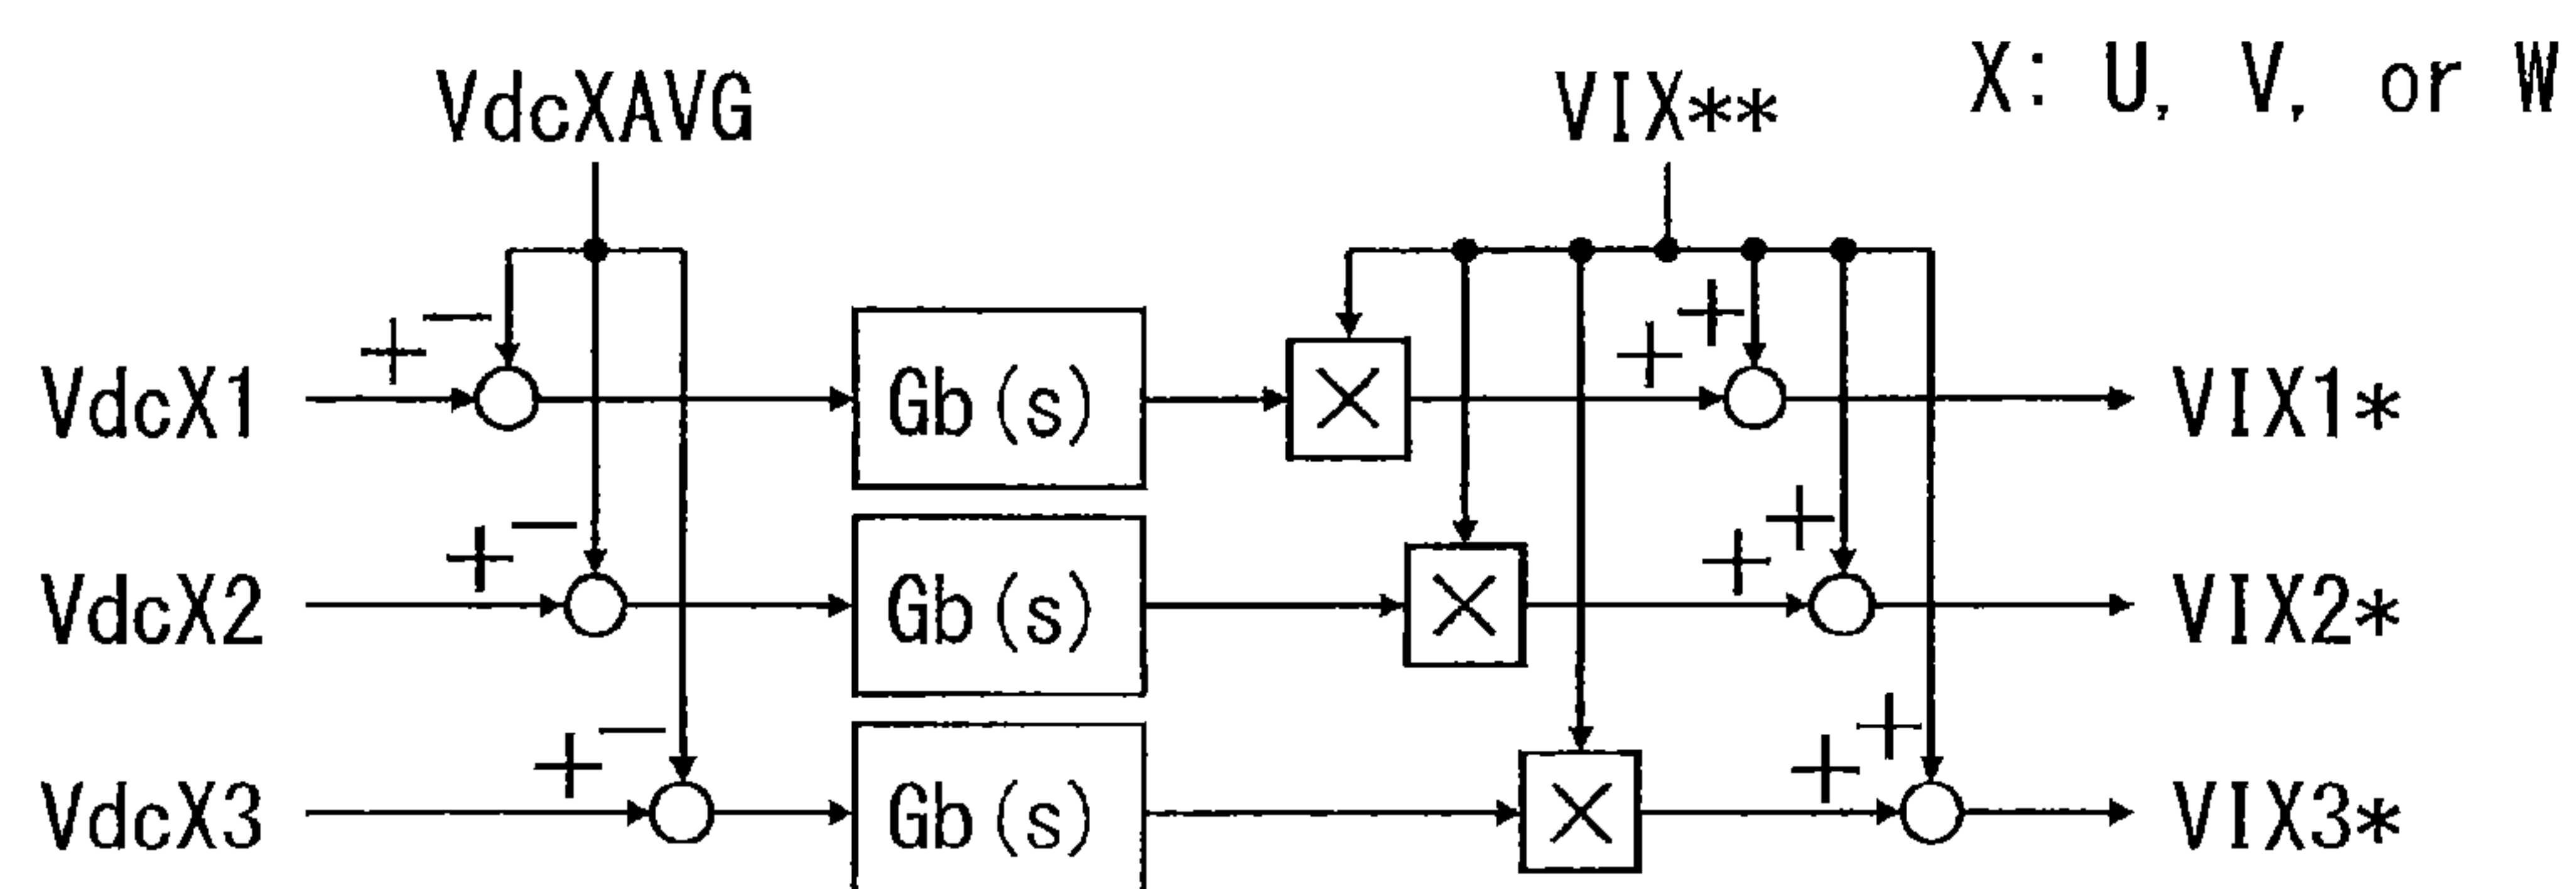 VdcXAVG VIX** X: U, V, or W
+ − + +
VdcX1 Gb(s) × VIX1*
+ − + +
VdcX2 Gb(s) × VIX2*
+ − + +
VdcX3 Gb(s) × VIX3*